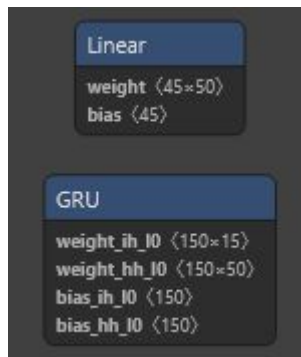 Linear
weight 〈45×50〉
bias 〈45〉
GRU
weight_ih_l0 〈150×15〉
weight_hh_l0 〈150×50〉
bias_ih_l0 〈150〉
bias_hh_l0 〈150〉